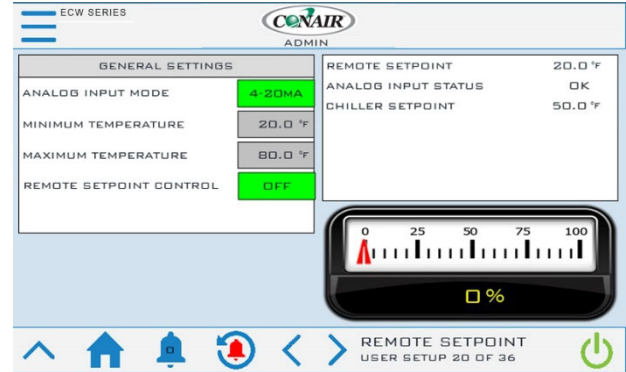 ECW SERIES
CONAIR
ADMIN
GENERAL SETTINGS
ANALOG INPUT MODE 4-20MA
MINIMUM TEMPERATURE 20.0 °F
MAXIMUM TEMPERATURE 80.0 °F
REMOTE SETPOINT CONTROL OFF
REMOTE SETPOINT 20.0 °F
ANALOG INPUT STATUS OK
CHILLER SETPOINT 50.0 °F
0 25 50 75 100
0 %
0
REMOTE SETPOINT
USER SETUP 20 OF 36